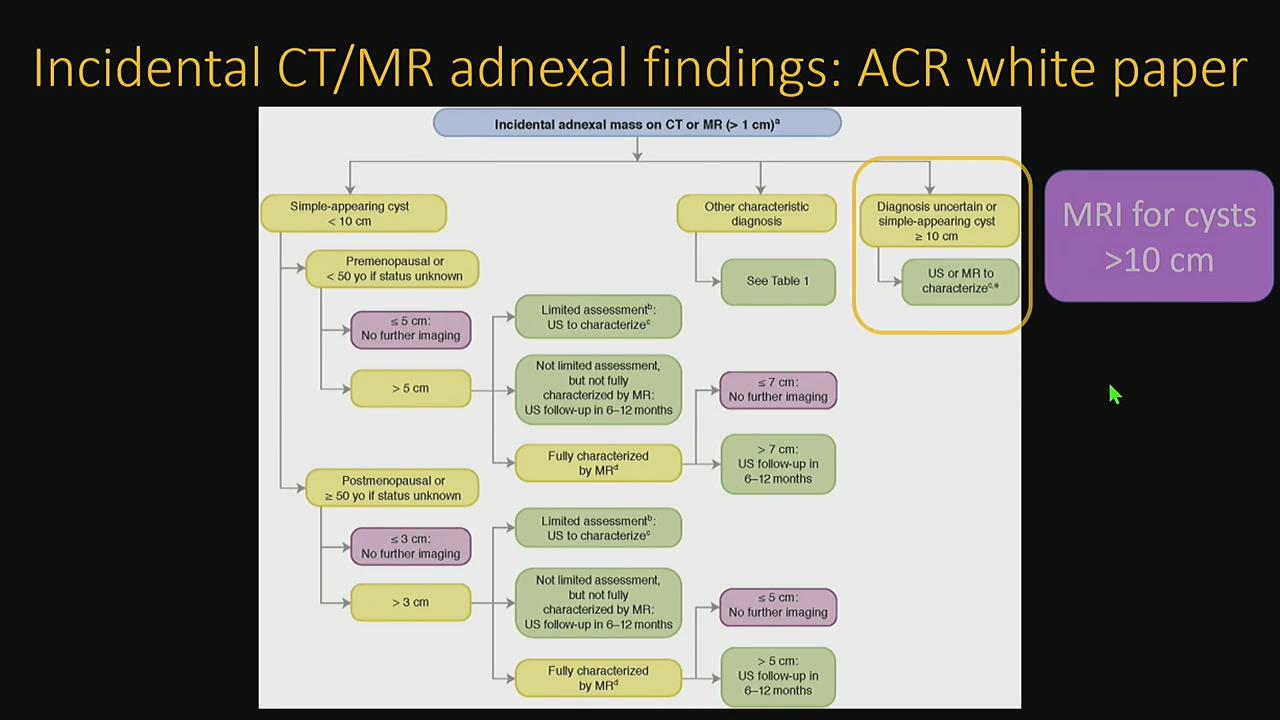 Incidental CT/MR adnexal findings: ACR white paper
Incidental adnexal mass on CT or MR (> 1 cm)ᵃ
Simple-appearing cyst
< 10 cm
Premenopausal or
< 50 yo if status unknown
≤ 5 cm:
No further imaging
> 5 cm
Limited assessmentᵇ:
US to characterizeᶜ
Not limited assessment,
but not fully
characterized by MR:
US follow-up in 6–12 months
Fully characterized
by MRᵈ
≤ 7 cm:
No further imaging
> 7 cm:
US follow-up in
6–12 months
Postmenopausal or
≥ 50 yo if status unknown
≤ 3 cm:
No further imaging
> 3 cm
Limited assessmentᵇ:
US to characterizeᶜ
Not limited assessment,
but not fully
characterized by MR:
US follow-up in 6–12 months
Fully characterized
by MRᵈ
≤ 5 cm:
No further imaging
> 5 cm:
US follow-up in
6–12 months
Other characteristic
diagnosis
See Table 1
Diagnosis uncertain or
simple-appearing cyst
≥ 10 cm
US or MR to
characterizeᶜ,ᵉ
MRI for cysts
>10 cm